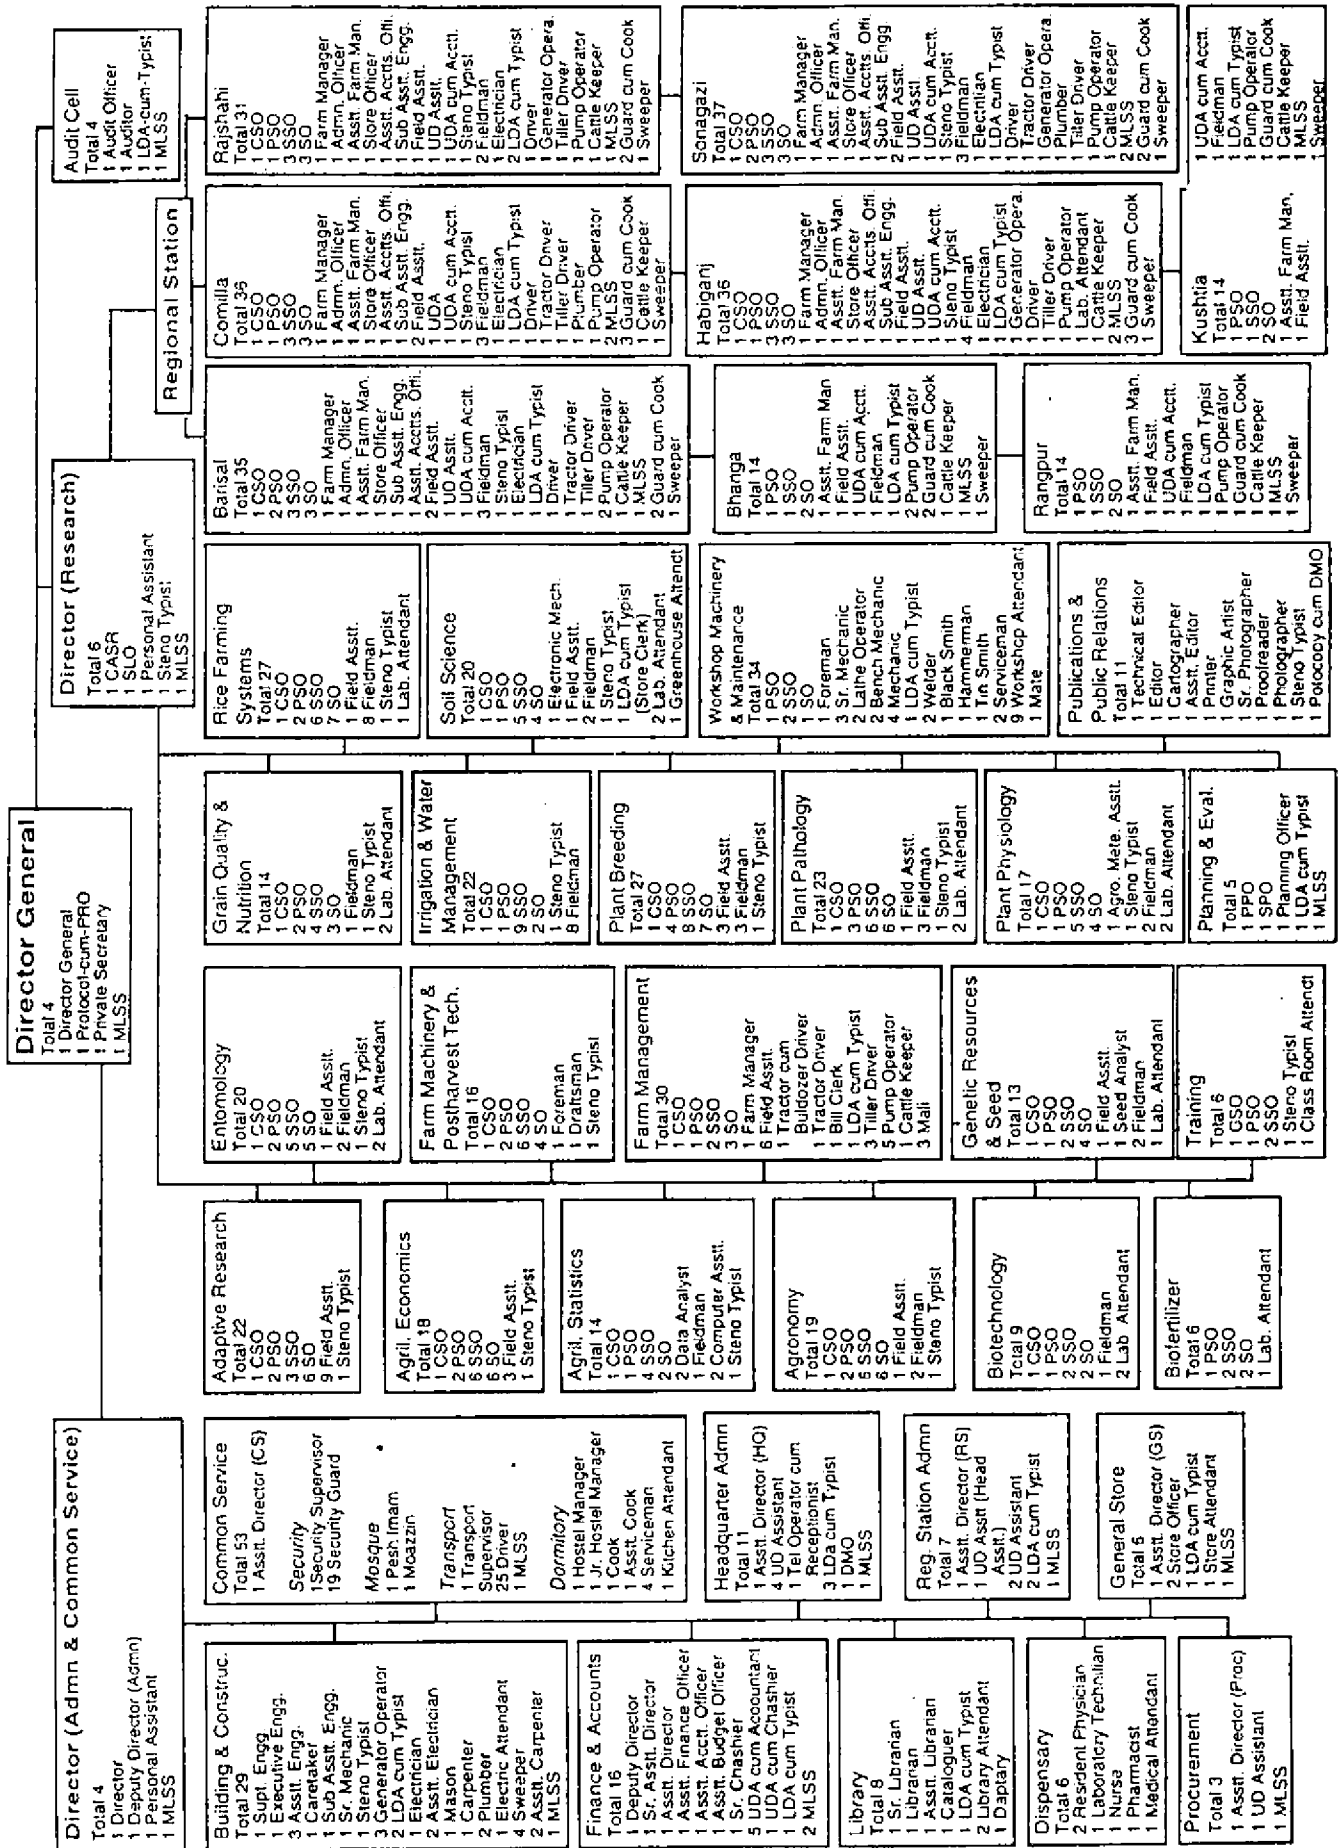 Director General
Total 4
1 Director General
1 Protocol-cum-PRO
1 Private Secretary
1 MLSS
Audit Cell
Total 4
1 Audit Officer
1 Auditor
1 LDA-cum-Typist
1 MLSS
Director (Admn & Common Service)
Total 4
1 Director
1 Deputy Director (Admn)
1 Personal Assistant
1 MLSS
Director (Research)
Total 6
1 CASR
1 SLO
1 Personal Assistant
1 Steno Typist
1 MLSS
Regional Station
Building & Construc.
Total 29
1 Supt. Engg
1 Executive Engg.
3 Asstt. Engg.
1 Caretaker
1 Sub Asstt. Engg.
1 Sr. Mechanic
1 Steno Typist
3 Generator Operator
2 LDA cum Typist
1 Electrician
2 Asstt. Electrician
1 Mason
1 Carpenter
2 Plumber
1 Electric Attendant
4 Sweeper
2 Asstt. Carpenter
1 MLSS
Finance & Accounts
Total 16
1 Deputy Director
1 Sr. Asstt. Director
1 Asstt. Director
1 Asstt. Finance Officer
1 Asstt. Acctt. Officer
1 Asstt. Budget Officer
1 Sr. Chashier
5 UDA cum Accountant
1 UDA cum Chashier
1 LDA cum Typist
2 MLSS
Library
Total 8
1 Sr. Librarian
1 Librarian
1 Asstt. Librarian
1 Cataloguer
1 LDA cum Typist
2 Library Attendant
1 Daptary
Dispensary
Total 6
2 Resident Physician
1 Laboratory Technilian
1 Nurse
1 Pharmacist
1 Medical Attendant
Procurement
Total 3
1 Asstt. Director (Proc)
1 UD Assistant
1 MLSS
Common Service
Total 53
1 Asstt. Director (CS)
Security
1Security Supervisor
19 Security Guard
Mosque
1 Pesh Imam
1 Moazzin
Transport
1 Transport
Supervisor
25 Driver
1 MLSS
Dormitory
1 Hostel Manager
1 Jr. Hostel Manager
1 Cook
1 Asstt. Cook
4 Serviceman
1 Kitchen Attendant
Headquarter Admn
Total 11
1 Asstt. Director (HQ)
4 UD Assistant
1 Tel Operator cum
Receptionist
3 LDa cum Typist
1 DMO
1 MLSS
Reg. Station Admn
Total 7
1 Asstt. Director (RS)
1 UD Asstt (Head
Asstt.)
2 UD Assistant
2 LDA cum Typist
1 MLSS
General Store
Total 6
1 Asstt. Director (GS)
2 Store Officer
1 LDA cum Typist
1 Store Attendant
1 MLSS
Adaptive Research
Total 22
1 CSO
2 PSO
3 SSO
6 SO
9 Field Asstt.
1 Steno Typist
Agril. Economics
Total 18
1 CSO
2 PSO
6 SSO
6 SO
3 Field Asstt.
1 Steno Typist
Agril. Statistics
Total 14
1 CSO
1 PSO
4 SSO
2 SO
2 Data Analyst
1 Fieldman
2 Computer Asstt.
1 Steno Typist
Agronomy
Total 19
1 CSO
2 PSO
6 SSO
6 SO
1 Field Asstt.
2 Fieldman
1 Steno Typist
Biotechnology
Total 9
1 CSO
1 PSO
2 SSO
2 SO
1 Fieldman
2 Lab Attendant
Biofertilizer
Total 6
1 PSO
2 SSO
2 SO
1 Lab. Attendant
Entomology
Total 20
1 CSO
2 PSO
5 SSO
5 SO
1 Field Asstt.
2 Fieldman
1 Steno Typist
2 Lab. Attendant
Farm Machinery &
Postharvest Tech.
Total 16
1 CSO
2 PSO
6 SSO
4 SO
1 Foreman
1 Draftsman
1 Steno Typist
Farm Management
Total 30
1 CSO
1 PSO
2 SSO
3 SO
1 Farm Manager
6 Field Asstt.
1 Tractor cum
Buldozer Driver
1 Tractor Driver
1 Bill Clerk
1 LDA cum Typist
3 Tiller Driver
5 Pump Operator
1 Cattle Keeper
3 Mali
Genetic Resources
& Seed
Total 13
1 CSO
1 PSO
2 SSO
4 SO
1 Field Asstt.
1 Seed Analyst
2 Fieldman
1 Lab. Attendant
Training
Total 6
1 CSO
1 PSO
2 SSO
1 Steno Typist
1 Class Room Attendt
Grain Quality &
Nutrition
Total 14
1 CSO
2 PSO
4 SSO
3 SO
1 Fieldman
1 Steno Typist
2 Lab. Attendant
Irrigation & Water
Management
Total 22
1 CSO
1 PSO
9 SSO
2 SO
1 Steno Typist
8 Fieldman
Plant Breeding
Total 27
1 CSO
4 PSO
8 SSO
7 SO
3 Field Asstt.
3 Fieldman
1 Steno Typist
Plant Pathology
Total 23
1 CSO
3 PSO
6 SSO
6 SO
1 Field Asstt.
3 Fieldman
1 Steno Typist
2 Lab Attendant
Plant Physiology
Total 17
1 CSO
1 PSO
5 SSO
4 SO
1 Agro. Mete. Asstt.
1 Steno Typist
2 Fieldman
2 Lab. Attendant
Planning & Eval.
Total 5
1 PPO
1 SPO
1 Planning Officer
1 LDA cum Typist
1 MLSS
Rice Farming
Systems
Total 27
1 CSO
2 PSO
6 SSO
7 SO
1 Field Asstt.
8 Fieldman
1 Steno Typist
1 Lab. Attendant
Soil Science
Total 20
1 CSO
1 PSO
5 SSO
4 SO
1 Electronic Mech.
1 Field Asstt.
2 Fieldman
1 Steno Typist
1 LDA cum Typist
(Store Clerk)
2 Lab. Attendant
1 Greenhouse Attendt
Workshop Machinery
& Maintenance
Total 34
1 PSO
2 SSO
1 SO
1 Foreman
3 Sr. Mechanic
2 Lathe Operator
2 Bench Mechanic
4 Mechanic
1 LDA cum Typist
2 Welder
1 Black Smith
1 Hammerman
1 Tin Smith
2 Serviceman
9 Workshop Attendant
1 Mate
Publications &
Public Relations
Total 11
1 Technical Editor
1 Editor
1 Cartographer
1 Asstt. Editor
1 Printer
1 Graphic Artist
1 Sr. Photographer
1 Proofreader
1 Photographer
1 Steno Typist
1 Potocody cum DMO
Barisal
Total 35
1 CSO
2 PSO
3 SSO
3 SO
1 Farm Manager
1 Admn. Officer
1 Asstt. Farm Man.
1 Store Officer
1 Sub Asstt. Engg.
1 Asstt. Acctts. Offi.
2 Field Asstt.
1 UD Asstt.
1 UDA cum Acctt.
3 Fieldman
1 Steno Typist
1 Electrician
1 LDA cum Typist
1 Driver
1 Tractor Driver
1 Tiller Driver
2 Pump Operator
1 Cattle Keeper
1 MLSS
2 Guard cum Cook
1 Sweeper
Bhanga
Total 14
1 PSO
1 SSO
2 SO
1 Asstt. Farm Man
1 Field Asstt.
1 UDA cum Acctt.
1 Fieldman
1 LDA cum Typist
2 Pump Operator
2 Guard cum Cook
1 Cattle Keeper
1 MLSS
1 Sweeper
Rangpur
Total 14
1 PSO
1 SSO
2 SO
1 Asstt. Farm Man.
1 Field Asstt.
1 UDA cum Acctt.
1 Fieldman
1 LDA cum Typist
1 Pump Operator
1 Guard cum Cook
1 Cattle Keeper
1 MLSS
1 Sweeper
Comilla
Total 36
1 CSO
1 PSO
3 SSO
3 SO
1 Farm Manager
1 Admn. Officer
1 Asstt. Farm Man.
1 Store Officer
1 Asstt. Acctts Offi.
1 Sub Asstt. Engg.
2 Field Asstt.
1 UDA
1 UDA cum Acctt.
1 Steno Typist
3 Fieldman
1 Electrician
1 LDA cum Typist
1 Driver
1 Tractor Driver
1 Tiller Driver
1 Plumber
1 Pump Operator
2 MLSS
3 Guard cum Cook
1 Cattle Keeper
1 Sweeper
Habiganj
Total 36
1 CSO
1 PSO
3 SSO
3 SO
1 Farm Manager
1 Admn. Officer
1 Asstt. Farm Man.
1 Store Officer
1 Asstt. Acctts. Offi.
1 Sub Asstt. Engg.
1 Field Asstt.
1 UD Asstt.
1 UDA cum Acctt.
1 Steno Typist
4 Fieldman
1 Electrician
1 LDA cum Typist
1 Generator Opera.
1 Driver
1 Tiller Driver
1 Pump Operator
1 Lab. Attendant
1 Cattle Keeper
2 MLSS
3 Guard cum Cook
1 Sweeper
Kushtia
Total 14
1 PSO
1 SSO
2 SO
1 Asstt. Farm Man.
1 Field Asstt.
1 UDA cum Acctt.
1 Fieldman
1 LDA cum Typist
1 Pump Operator
1 Guard cum Cook
1 Cattle Keeper
1 MLSS
1 Sweeper
Rajshahi
Total 31
1 CSO
1 PSO
3 SSO
3 SO
1 Farm Manager
1 Admn. Officer
1 Asstt. Farm Man.
1 Store Officer
1 Asstt. Acctts. Offi.
1 Sub Asstt. Engg.
1 Field Asstt.
1 UD Asstt.
1 UDA cum Acctt.
1 Steno Typist
2 Fieldman
1 Electrician
2 LDA cum Typist
1 Driver
1 Generator Opera.
1 Tiller Driver
1 Pump Operator
1 Cattle Keeper
1 MLSS
2 Guard cum Cook
1 Sweeper
Sonagazi
Total 37
1 CSO
2 PSO
3 SSO
3 SO
1 Farm Manager
1 Admn. Officer
1 Asstt. Farm Man.
1 Store Officer
1 Asstt. Acctts. Offi.
1 Sub Asstt. Engg.
2 Field Asstt.
1 UD Asstt.
1 UDA cum Acctt.
1 Steno Typist
3 Fieldman
1 Electlian
1 LDA cum Typist
1 Driver
1 Tractor Driver
1 Generator Opera.
1 Plumber
1 Tiller Driver
1 Pump Operator
1 Cattle Keeper
2 MLSS
2 Guard cum Cook
1 Sweeper